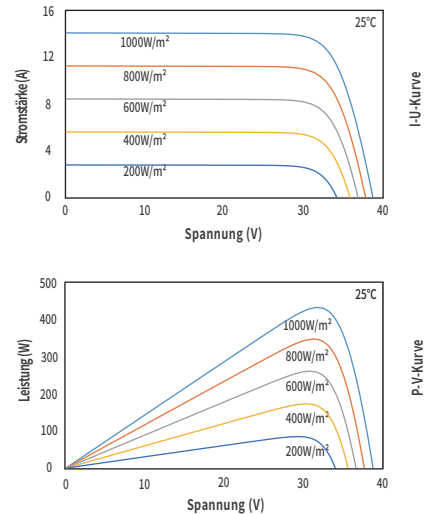 16
25°C
1000W/m²
12
800W/m²
Stromstärke(A)
I-U-Kurve
8
600W/m²
400W/m²
4
200W/m²
0
0
10
20
30
40
Spannung (V)
500
25°C
400
1000W/m²
300
800W/m²
Leistung (W)
P-V-Kurve
600W/m²
200
400W/m²
100
200W/m²
0
0
10
20
30
40
Spannung (V)